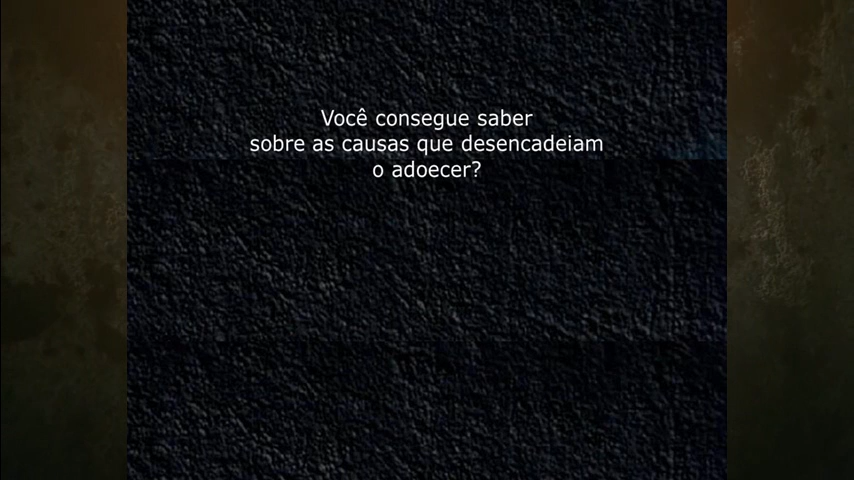 Você consegue saber
sobre as causas que desencadeiam
o adoecer?